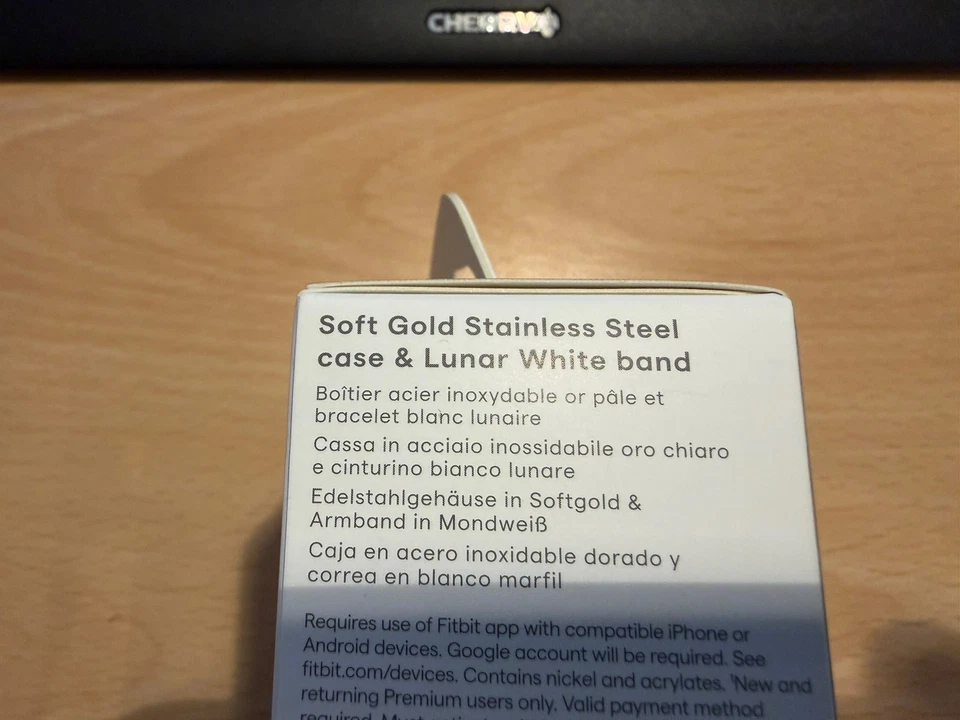 CHERRY
Soft Gold Stainless Steel
case & Lunar White band
Boîtier acier inoxydable or pâle et
bracelet blanc lunaire
Cassa in acciaio inossidabile oro chiaro
e cinturino bianco lunare
Edelstahlgehäuse in Softgold &
Armband in Mondweiß
Caja en acero inoxidable dorado y
correa en blanco marfil
Requires use of Fitbit app with compatible iPhone or
Android devices. Google account will be required. See
fitbit.com/devices. Contains nickel and acrylates. ¹New and
returning Premium users only. Valid payment method
required.